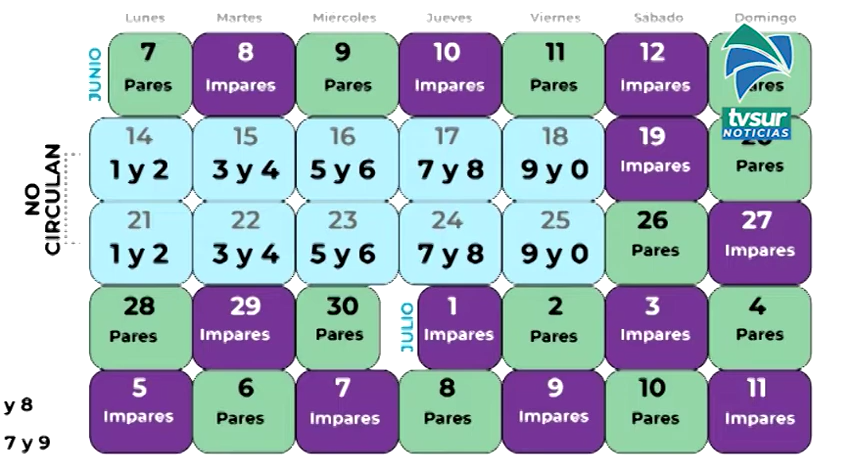 Lunes Martes Miercoles Jueves Viernes Sábado Domingo
JUNIO
7 8 9 10 11 12
Pares Impares Pares Impares Pares Impares
tvsur
NOTICIAS
NO
CIRCULAN
14 15 16 17 18 19
1 y 2 3 y 4 5 y 6 7 y 8 9 y 0 Impares Pares
21 22 23 24 25 26 27
1 y 2 3 y 4 5 y 6 7 y 8 9 y 0 Pares Impares
28 29 30 JULIO 1 2 3 4
Pares Impares Pares Impares Pares Impares Pares
5 6 7 8 9 10 11
Impares Pares Impares Pares Impares Pares Impares
y 8
7 y 9